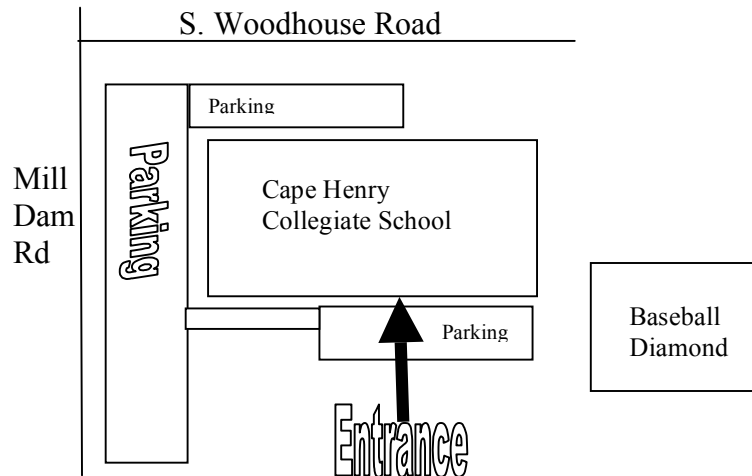 S. Woodhouse Road
Parking
Parking
Mill
Dam
Rd
Cape Henry
Collegiate School
Baseball
Diamond
Parking
Entrance